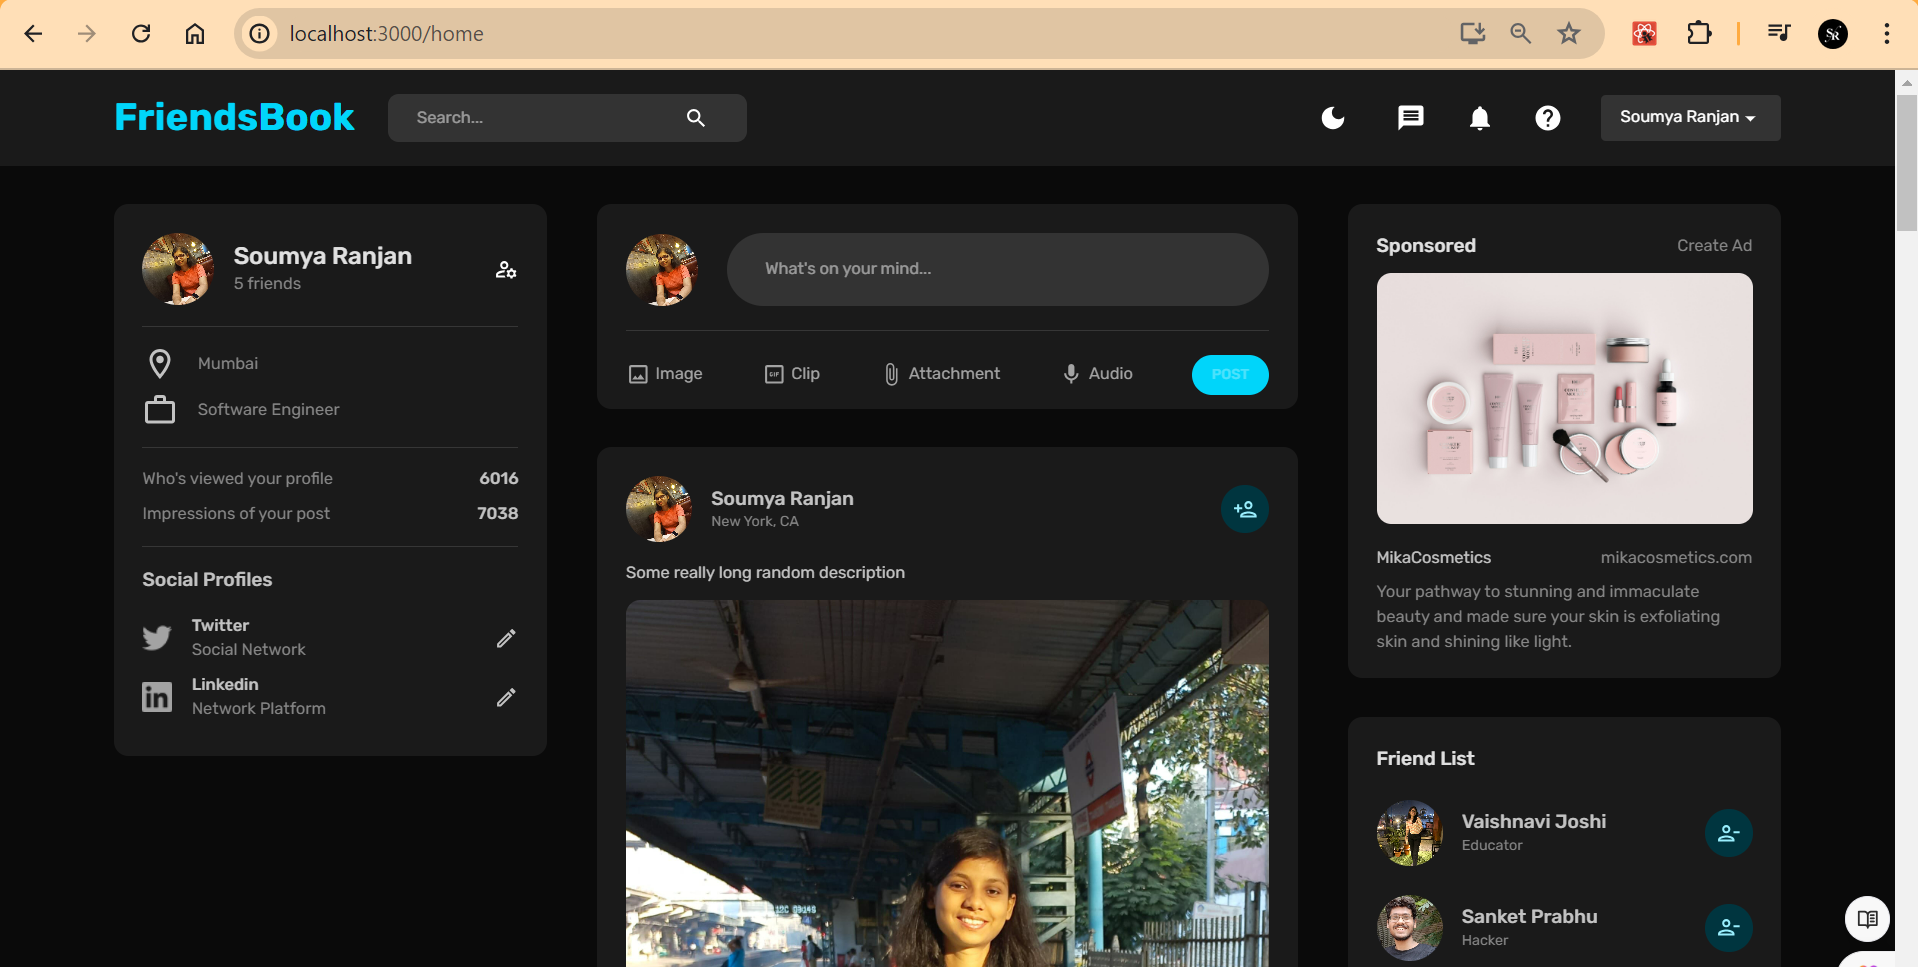 localhost:3000/home
SR
FriendsBook
Search...
Soumya Ranjan
Soumya Ranjan
5 friends
Mumbai
Software Engineer
Who's viewed your profile 6016
Impressions of your post 7038
Social Profiles
Twitter
Social Network
Linkedin
Network Platform
What's on your mind...
Image
GIF
Clip
Attachment
Audio
POST
Soumya Ranjan
New York, CA
Some really long random description
Sponsored
Create Ad
MikaCosmetics
mikacosmetics.com
Your pathway to stunning and immaculate
beauty and made sure your skin is exfoliating
skin and shining like light.
Friend List
Vaishnavi Joshi
Educator
Sanket Prabhu
Hacker